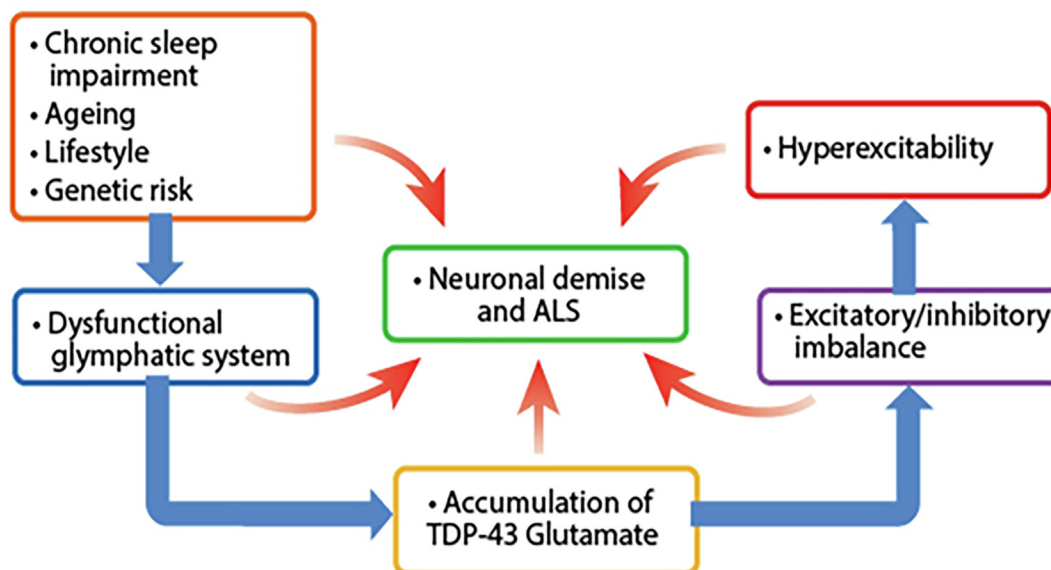 • Chronic sleep
impairment
• Ageing
• Lifestyle
• Genetic risk
• Hyperexcitability
• Neuronal demise
and ALS
• Dysfunctional
glymphatic system
• Excitatory/inhibitory
imbalance
• Accumulation of
TDP-43 Glutamate